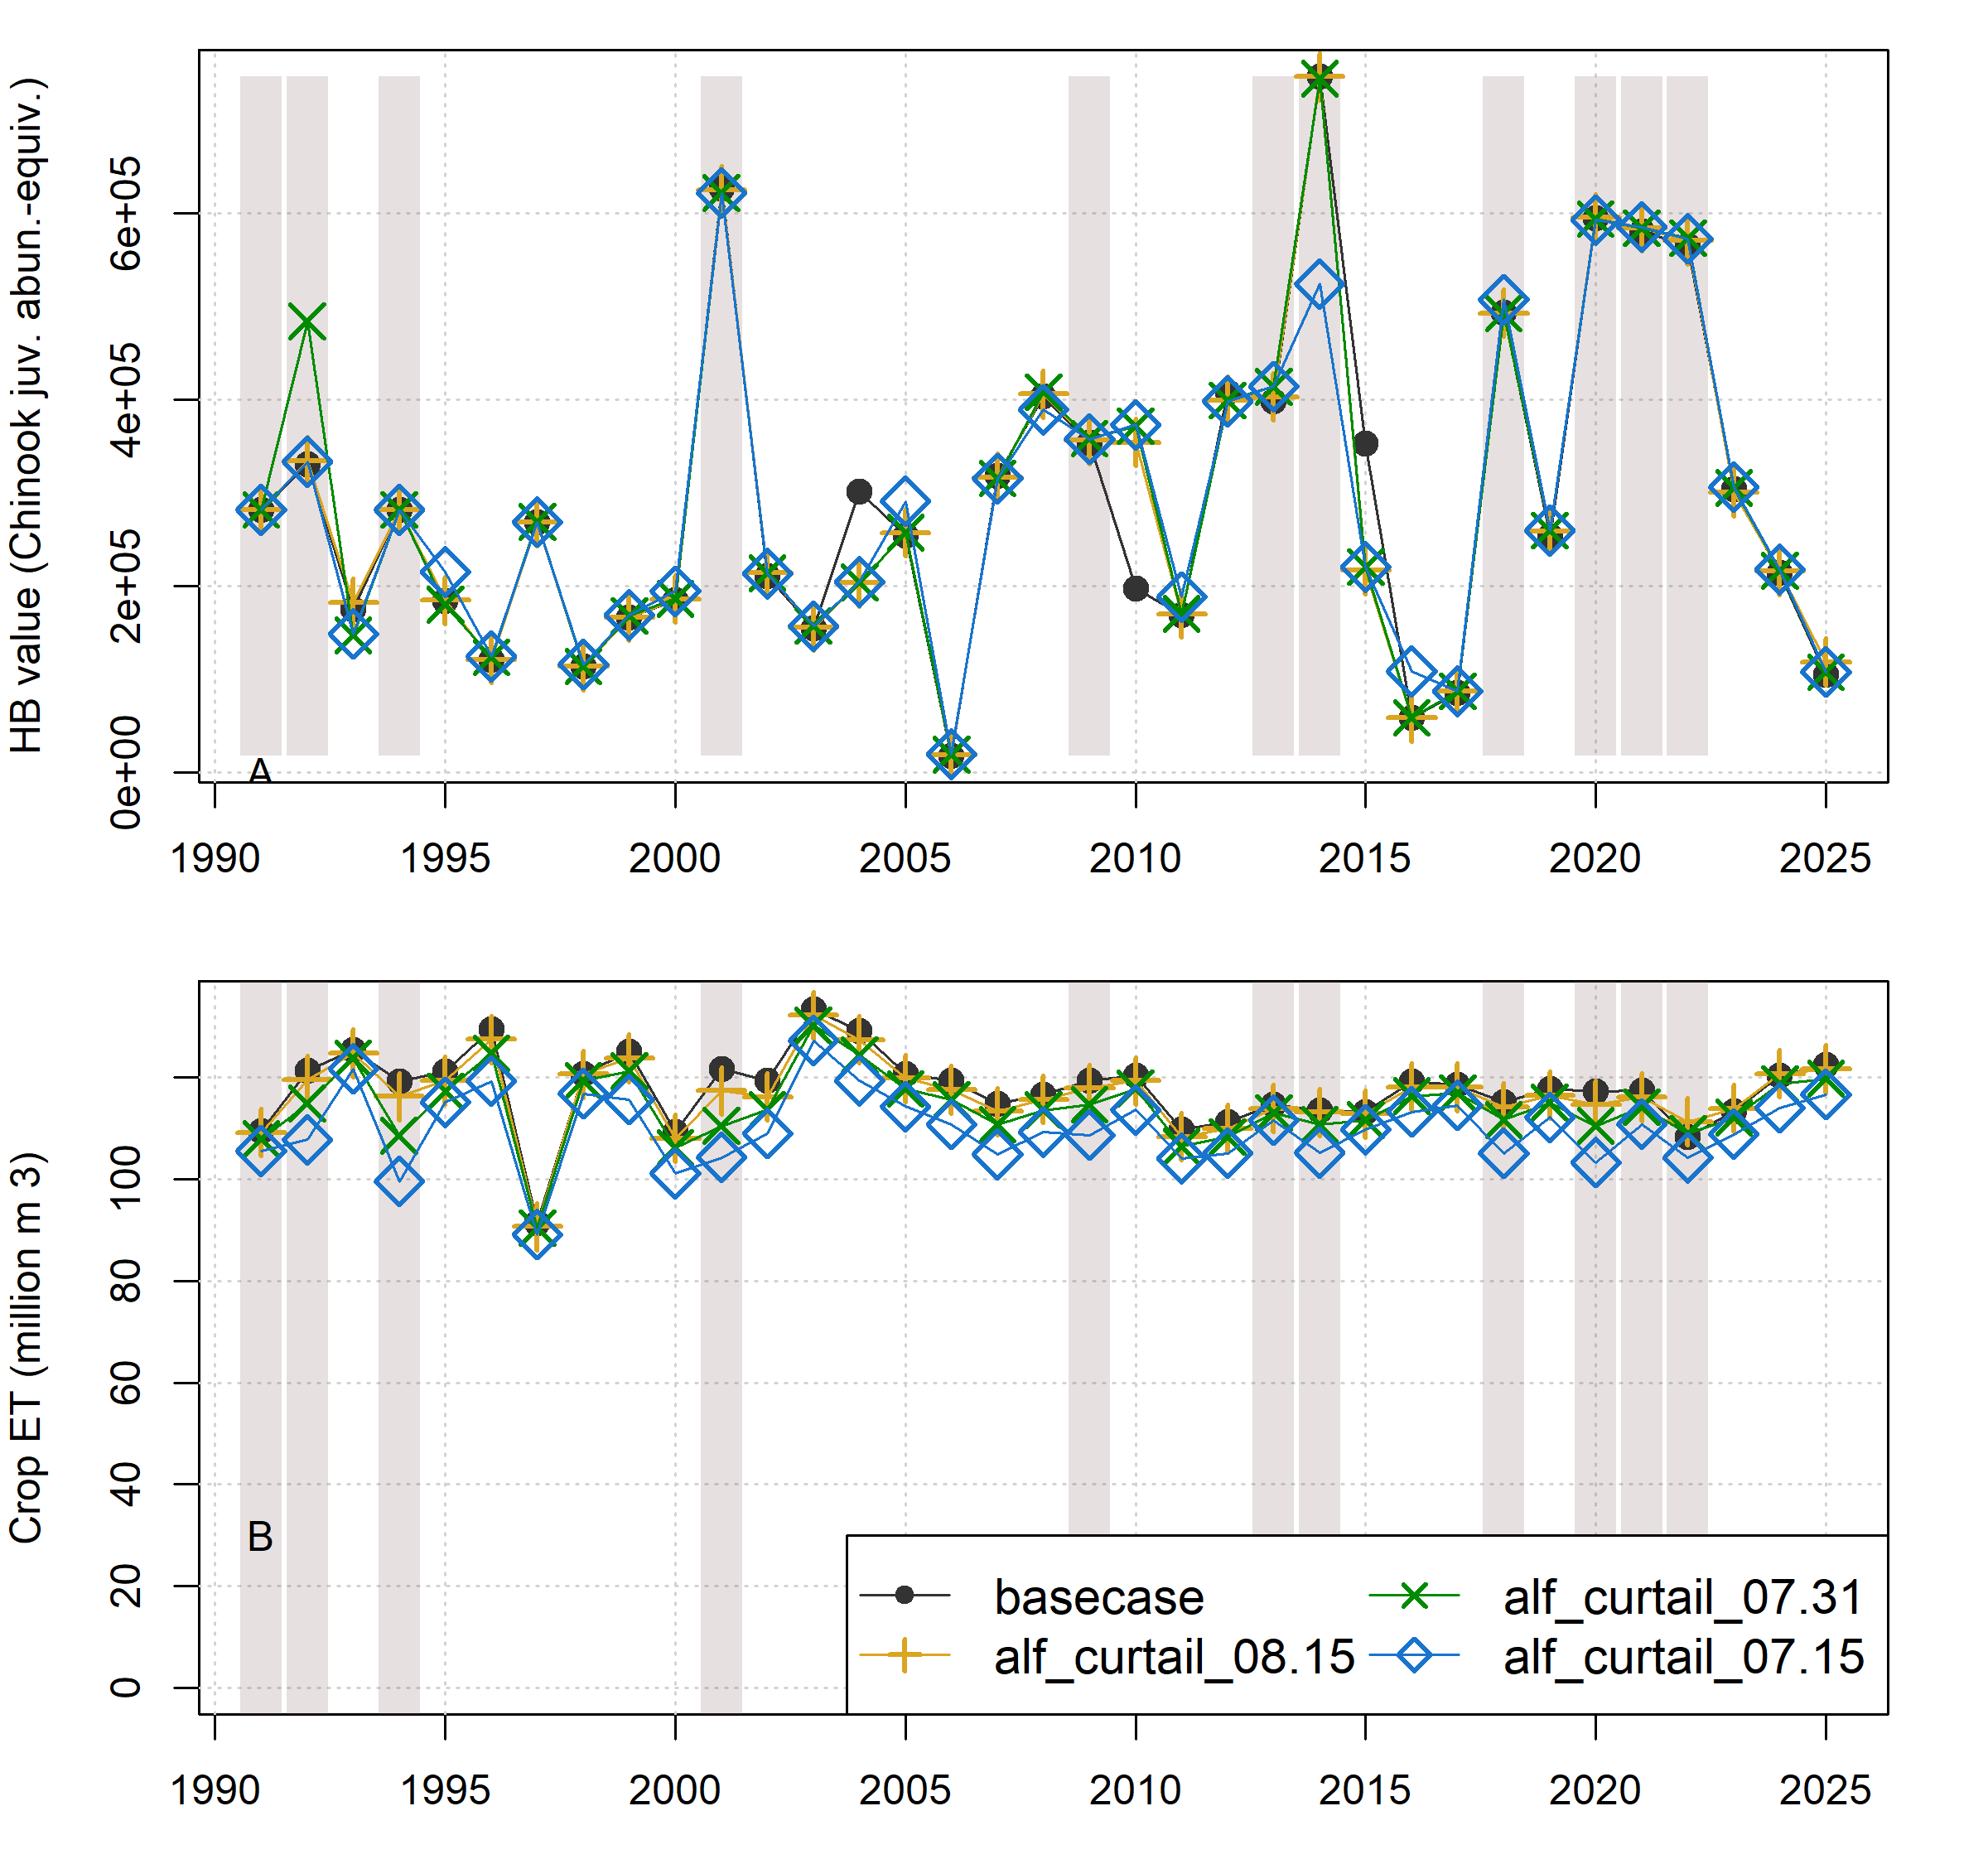 HB value (Chinook juv. abun.-equiv.)
6e+05
4e+05
2e+05
0e+00
A
1990 1995 2000 2005 2010 2015 2020 2025
Crop ET (million m 3)
100
80
60
40
20
0
B
basecase
alf_curtail_08.15
alf_curtail_07.31
alf_curtail_07.15
1990 1995 2000 2005 2010 2015 2020 2025